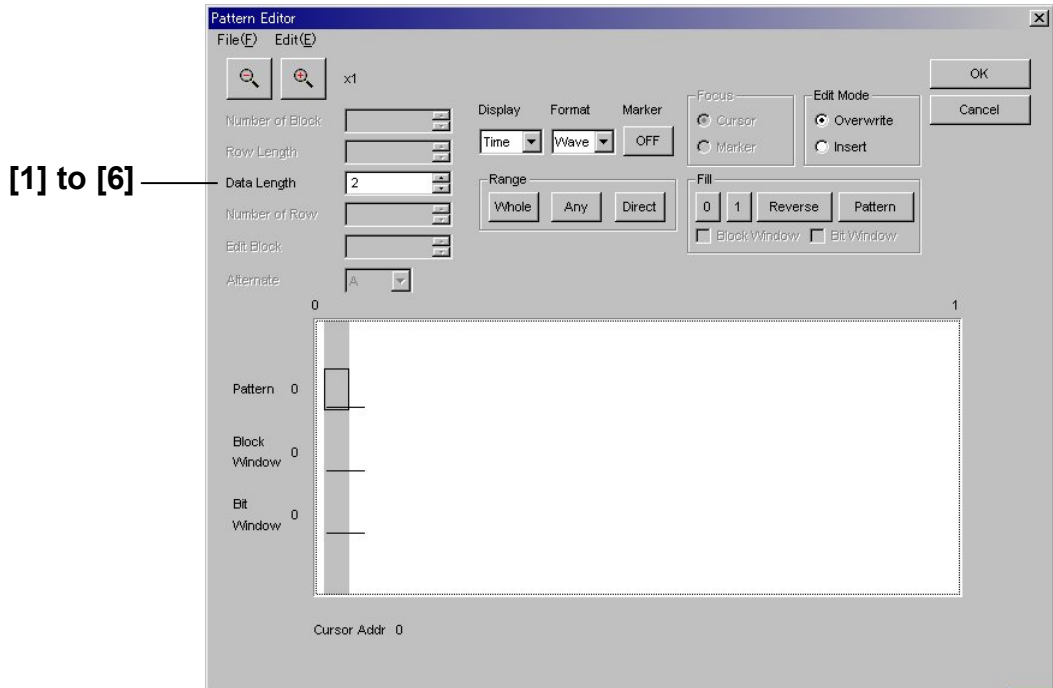 Pattern Editor
File(F) Edit(E)
x1
OK
Cancel
Number of Block
Row Length
[1] to [6]
Data Length 2
Number of Row
Edit Block
Alternate A
Display Format Marker
Time Wave OFF
Focus
Cursor
Marker
Edit Mode
Overwrite
Insert
Range
Whole Any Direct
Fill
0 1 Reverse Pattern
Block Window Bit Window
0 1
Pattern 0
Block
Window 0
Bit
Window 0
Cursor Addr 0